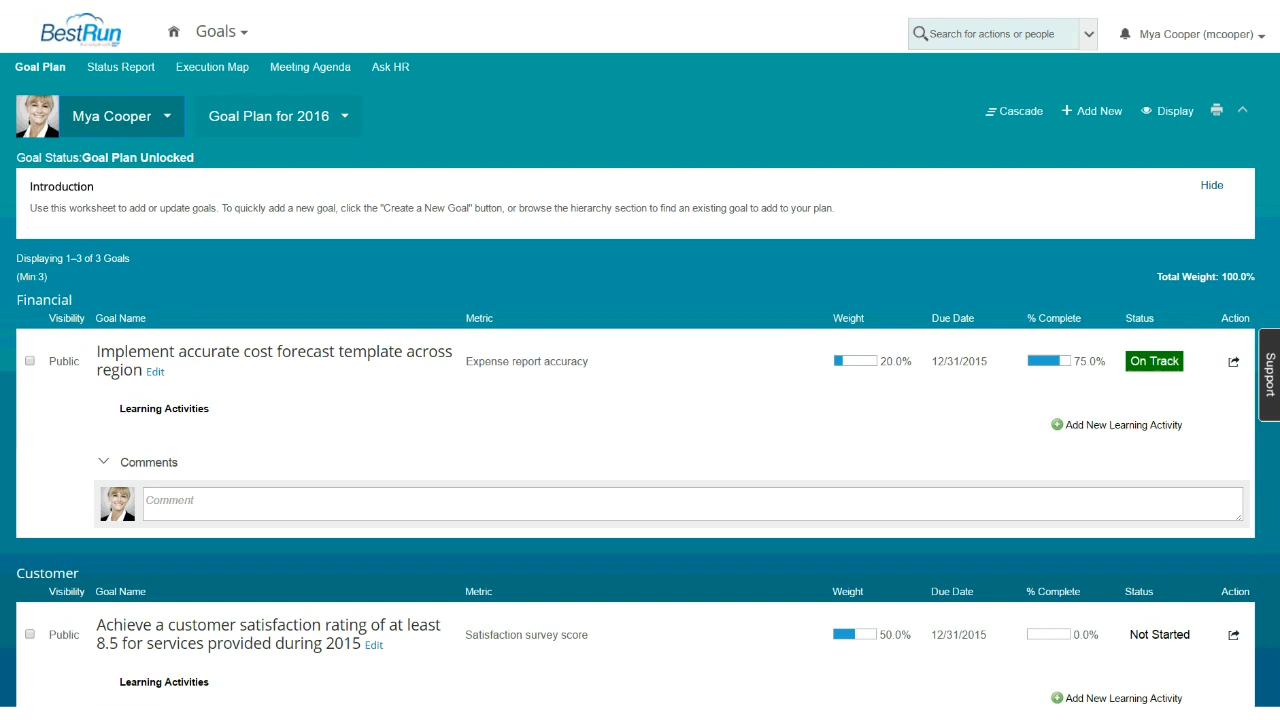 BestRun
Goals
Search for actions or people
Mya Cooper (mcooper)
Goal Plan Status Report Execution Map Meeting Agenda Ask HR
Mya Cooper Goal Plan for 2016
Cascade Add New Display
Goal Status:Goal Plan Unlocked
Introduction
Hide
Use this worksheet to add or update goals. To quickly add a new goal, click the "Create a New Goal" button, or browse the hierarchy section to find an existing goal to add to your plan.
Displaying 1–3 of 3 Goals
(Min 3)
Total Weight: 100.0%
Financial
Visibility Goal Name Metric Weight Due Date % Complete Status Action
Public
Implement accurate cost forecast template across
region Edit
Expense report accuracy
20.0%
12/31/2015
75.0%
On Track
Learning Activities
Add New Learning Activity
Comments
Comment
Support
Customer
Visibility Goal Name Metric Weight Due Date % Complete Status Action
Public
Achieve a customer satisfaction rating of at least
8.5 for services provided during 2015 Edit
Satisfaction survey score
50.0%
12/31/2015
0.0%
Not Started
Learning Activities
Add New Learning Activity